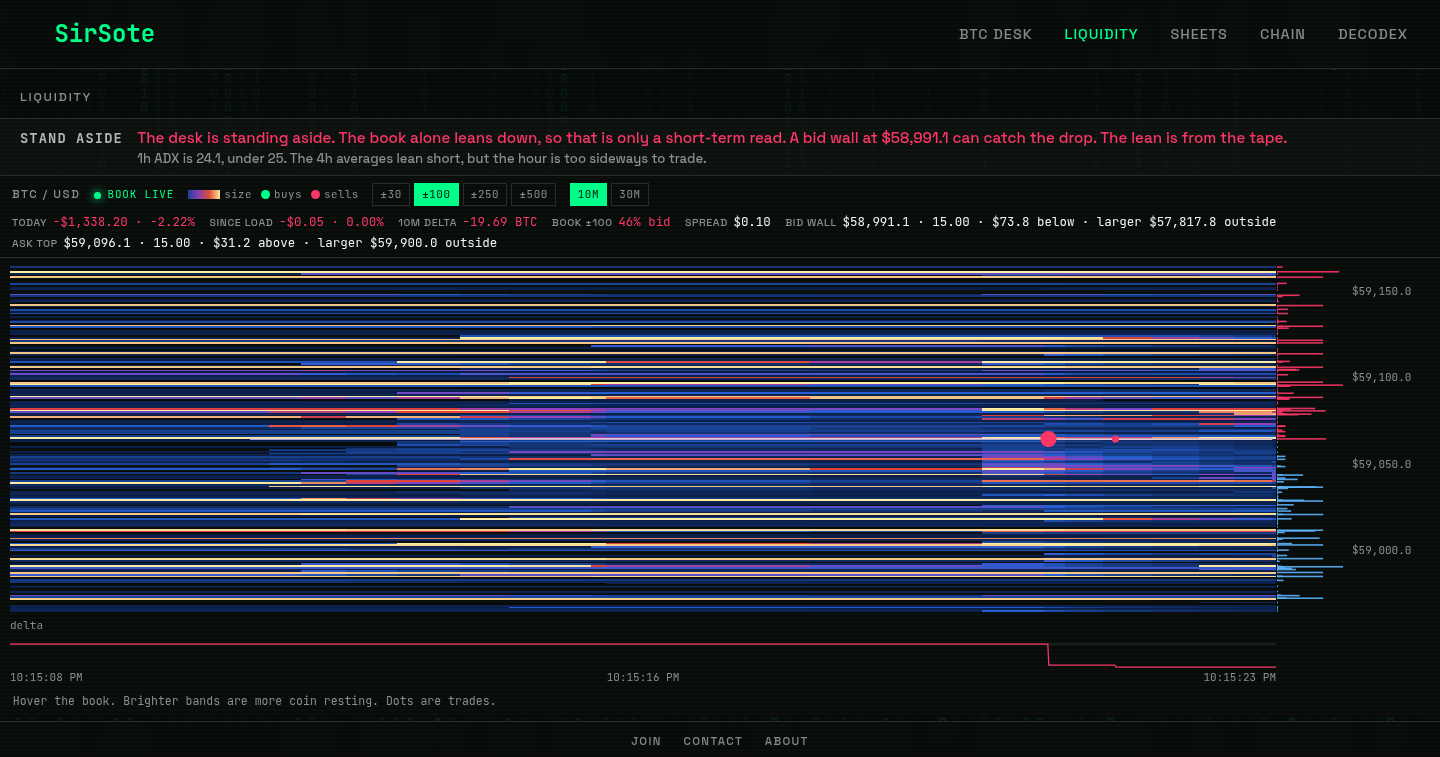 SirSote
BTC DESK LIQUIDITY SHEETS CHAIN DECODEX
LIQUIDITY
STAND ASIDE The desk is standing aside. The book alone leans down, so that is only a short-term read. A bid wall at $58,991.1 can catch the drop. The lean is from the tape.
1h ADX is 24.1, under 25. The 4h averages lean short, but the hour is too sideways to trade.
BTC / USD BOOK LIVE size buys sells ±30 ±100 ±250 ±500 10M 30M
TODAY -$1,338.20 · -2.22% SINCE LOAD -$0.05 · 0.00% 10M DELTA -19.69 BTC BOOK ±100 46% bid SPREAD $0.10 BID WALL $58,991.1 · 15.00 · $73.8 below · larger $57,817.8 outside
ASK TOP $59,096.1 · 15.00 · $31.2 above · larger $59,900.0 outside
$59,150.0
$59,100.0
$59,050.0
$59,000.0
delta
10:15:08 PM 10:15:16 PM 10:15:23 PM
Hover the book. Brighter bands are more coin resting. Dots are trades.
JOIN CONTACT ABOUT